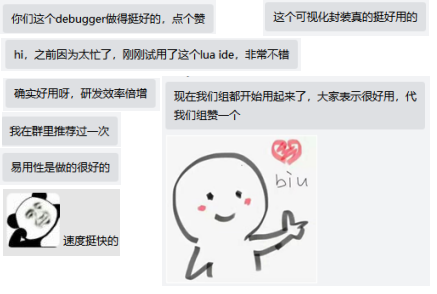 你们这个debugger做得挺好的，点个赞
这个可视化封装真的挺好用的
hi，之前因为太忙了，刚刚试用了这个lua ide，非常不错
确实好用呀，研发效率倍增
现在我们组都开始用起来了，大家表示很好用，代
我们组赞一个
我在群里推荐过一次
易用性是做的很好的
速度挺快的
biu